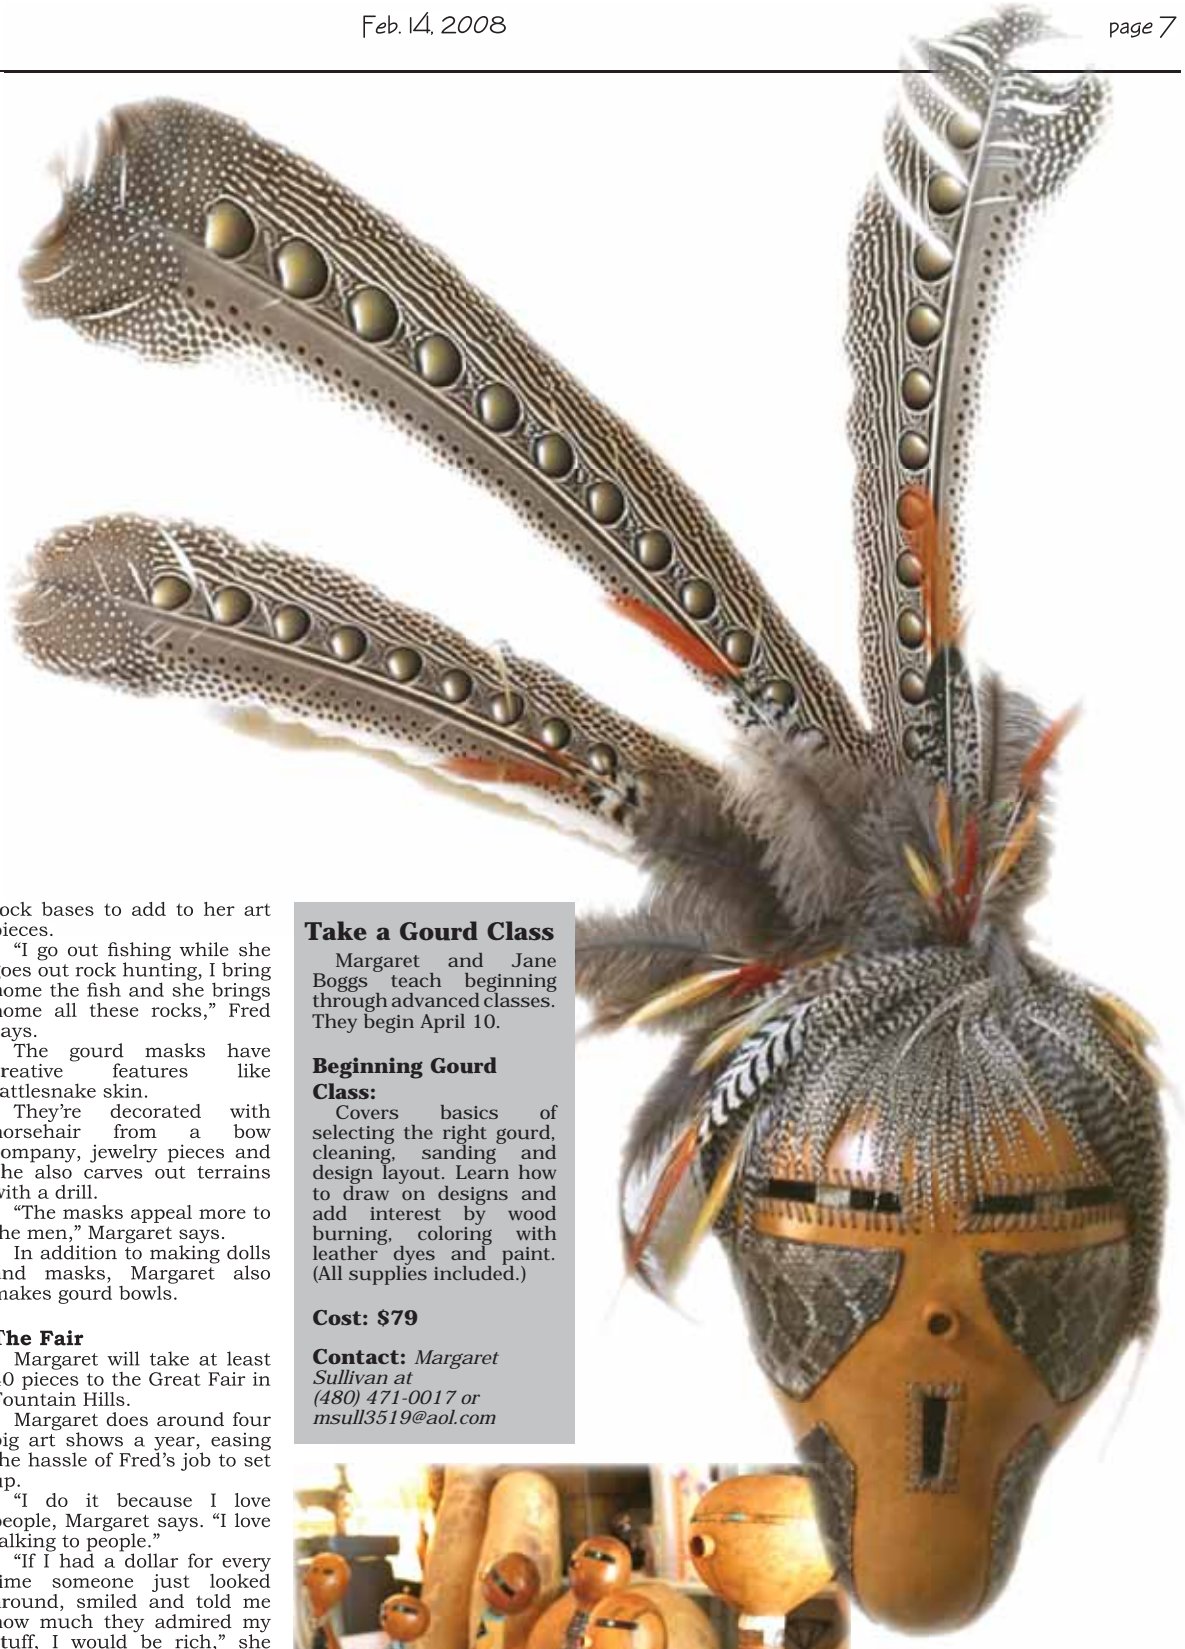 Feb. 14, 2008
page 7
ock bases to add to her art
pieces.
“I go out fishing while she
goes out rock hunting, I bring
home the fish and she brings
home all these rocks,” Fred
ays.
The gourd masks have
reative features like
attlesnake skin.
They’re decorated with
horsehair from a bow
ompany, jewelry pieces and
he also carves out terrains
with a drill.
“The masks appeal more to
he men,” Margaret says.
In addition to making dolls
nd masks, Margaret also
makes gourd bowls.
The Fair
Margaret will take at least
0 pieces to the Great Fair in
Fountain Hills.
Margaret does around four
big art shows a year, easing
he hassle of Fred’s job to set
up.
“I do it because I love
people, Margaret says. “I love
alking to people.”
“If I had a dollar for every
ime someone just looked
round, smiled and told me
how much they admired my
tuff, I would be rich,” she
Take a Gourd Class
Margaret and Jane
Boggs teach beginning
through advanced classes.
They begin April 10.
Beginning Gourd
Class:
Covers basics of
selecting the right gourd,
cleaning, sanding and
design layout. Learn how
to draw on designs and
add interest by wood
burning, coloring with
leather dyes and paint.
(All supplies included.)
Cost: $79
Contact: Margaret
Sullivan at
(480) 471-0017 or
msull3519@aol.com